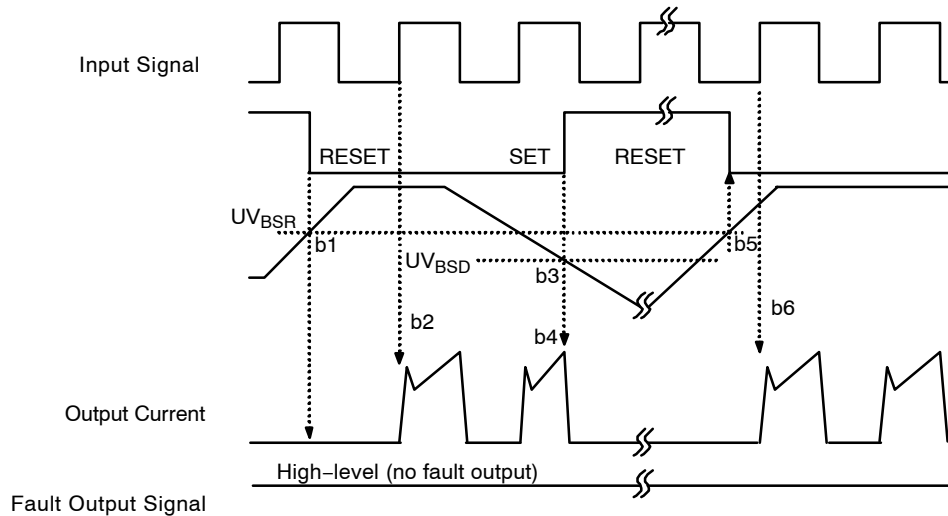 Input Signal
RESET SET RESET
UVBSR
b1
b5
UVBSD
b3
b2
b6
b4
Output Current
High−level (no fault output)
Fault Output Signal